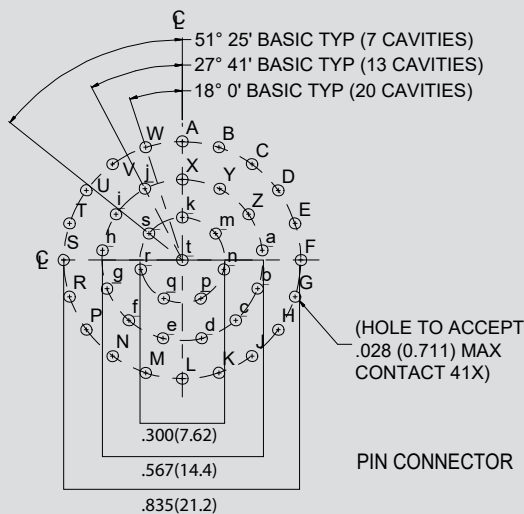 CL
51° 25' BASIC TYP (7 CAVITIES)
27° 41' BASIC TYP (13 CAVITIES)
18° 0' BASIC TYP (20 CAVITIES)
W A B
V j X Y C
U i k Z D
T s m E
CL S h r t n a F
R g q p b G
P f e d c H
N M L K J
(HOLE TO ACCEPT
.028 (0.711) MAX
CONTACT 41X)
.300(7.62)
.567(14.4)
.835(21.2)
PIN CONNECTOR